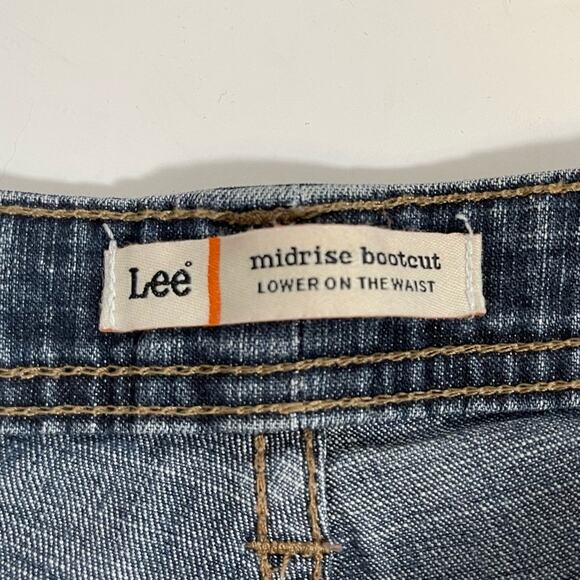 Lee®
midrise bootcut
LOWER ON THE WAIST